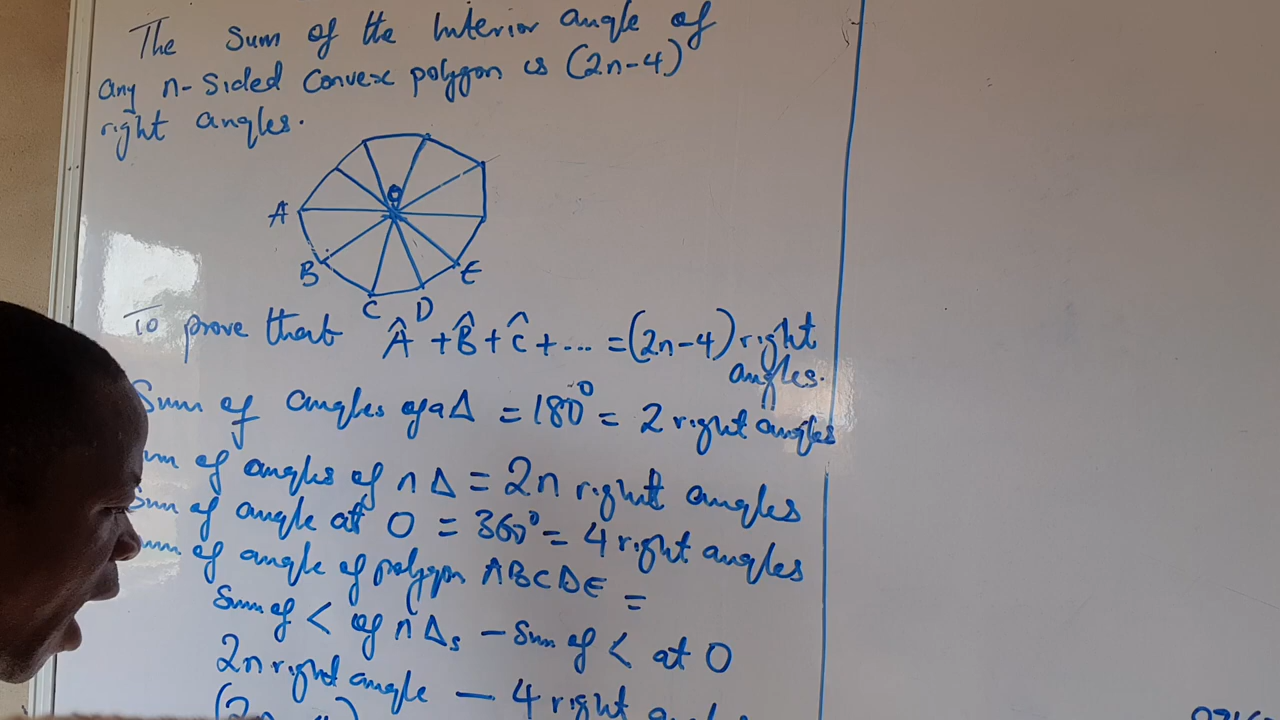 The sum of the Interior angle of
any n-sided convex polygon is (2n-4)
right angles.
O
A
B
C
D
E
To prove that Â + B̂ + Ĉ + ... = (2n-4) right
angles.
Sum of angles of a Δ = 180° = 2 right angles
um of angles of n Δ = 2n right angles
Sum of angle at O = 360° = 4 right angles
um of angle of polygon ABCDE =
Sum of < of n Δs - Sum of < at O
2n right angle - 4 right